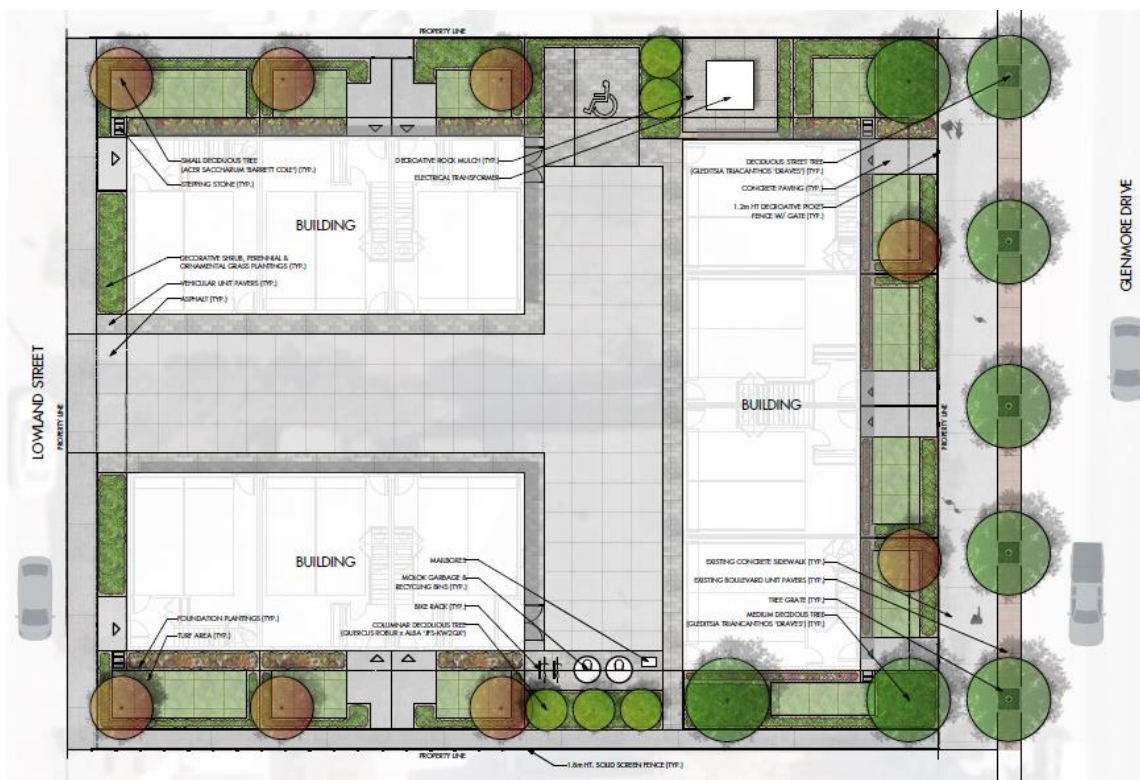 PROPERTY LINE
SMALL DECIDUOUS TREE
(ACER SACCHARUM 'BARRETT COLE') (TYP.)
STEPPING STONE (TYP.)
DECROATIVE ROCK MULCH (TYP.)
ELECTRICAL TRANSFORMER
DECIDUOUS STREET TREE
(GLEDITSIA TRIACANTHOS 'DRAVES') (TYP.)
CONCRETE PAVING (TYP.)
1.2m HT DECROATIVE PICKET
FENCE W/ GATE (TYP.)
BUILDING
DECORATIVE SHRUB, PERENNIAL &
ORNAMENTAL GRASS PLANTINGS (TYP.)
VEHICULAR UNIT PAVERS (TYP.)
ASPHALT (TYP.)
GLENMORE DRIVE
LOWLAND STREET
PROPERTY LINE
BUILDING
PROPERTY LINE
BUILDING
MAILBOXES
MOLOK GARBAGE &
RECYCLING BINS (TYP.)
BIKE RACK (TYP.)
COLUMNAR DECIDUOUS TREE
(QUERCUS ROBUR x ALBA 'JFS-KW2QX')
FOUNDATION PLANTINGS (TYP.)
TURF AREA (TYP.)
EXISTING CONCRETE SIDEWALK (TYP.)
EXISTING BOULEVARD UNIT PAVERS (TYP.)
TREE GRATE (TYP.)
MEDIUM DECIDOUS TREE
(GLEDITSIA TRIANCANTHOS 'DRAVES') (TYP.)
PROPERTY LINE
1.8m HT. SOLID SCREEN FENCE (TYP.)